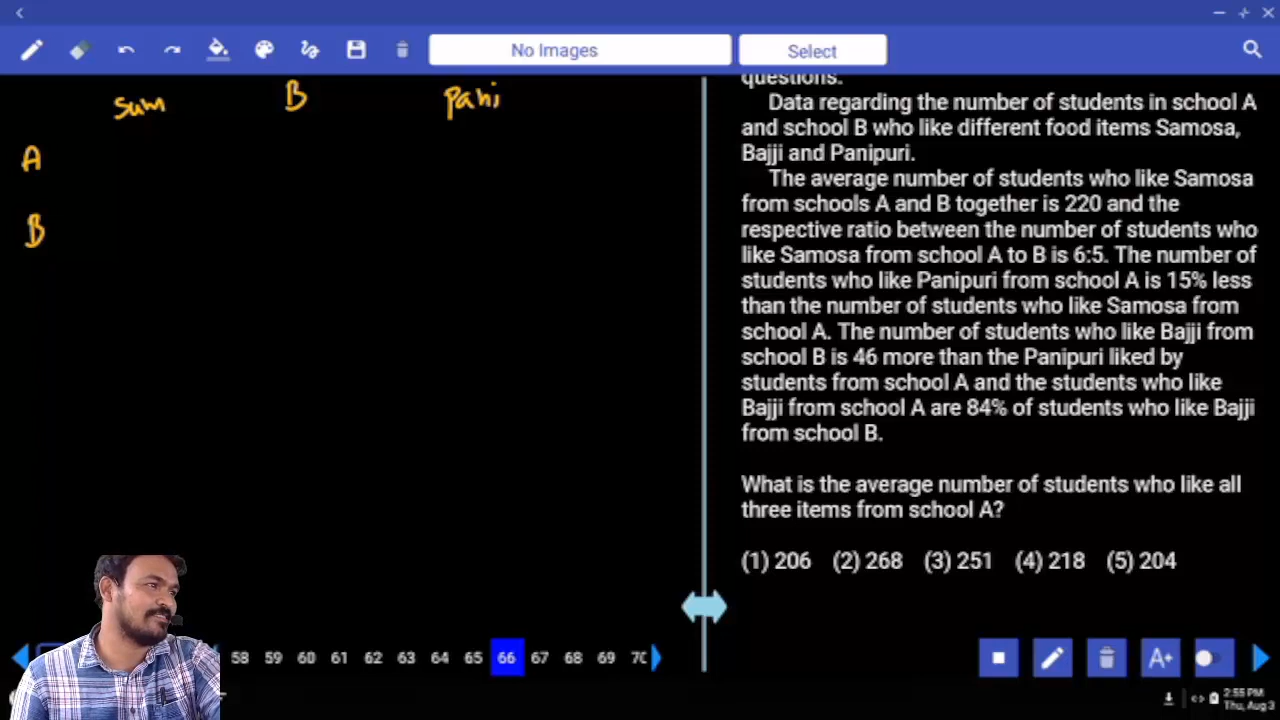 No Images
Select
Sam B pani
A
B
questions.
Data regarding the number of students in school A
and school B who like different food items Samosa,
Bajji and Panipuri.
The average number of students who like Samosa
from schools A and B together is 220 and the
respective ratio between the number of students who
like Samosa from school A to B is 6:5. The number of
students who like Panipuri from school A is 15% less
than the number of students who like Samosa from
school A. The number of students who like Bajji from
school B is 46 more than the Panipuri liked by
students from school A and the students who like
Bajji from school A are 84% of students who like Bajji
from school B.
What is the average number of students who like all
three items from school A?
(1) 206 (2) 268 (3) 251 (4) 218 (5) 204
58 59 60 61 62 63 64 65 66 67 68 69
A+
2:55 PM
Thu, Aug 3